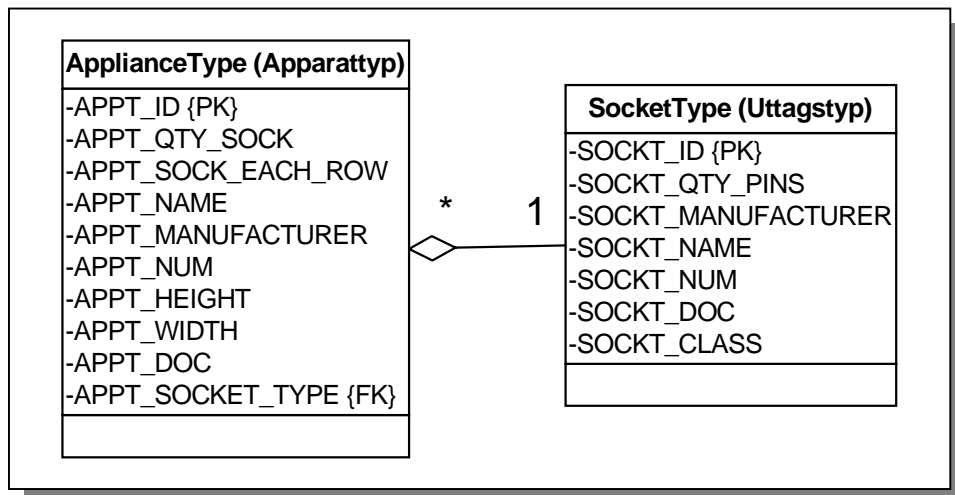 ApplianceType (Apparattyp)
-APPT_ID {PK}
-APPT_QTY_SOCK
-APPT_SOCK_EACH_ROW
-APPT_NAME
-APPT_MANUFACTURER
-APPT_NUM
-APPT_HEIGHT
-APPT_WIDTH
-APPT_DOC
-APPT_SOCKET_TYPE {FK}
* 1
SocketType (Uttagstyp)
-SOCKT_ID {PK}
-SOCKT_QTY_PINS
-SOCKT_MANUFACTURER
-SOCKT_NAME
-SOCKT_NUM
-SOCKT_DOC
-SOCKT_CLASS